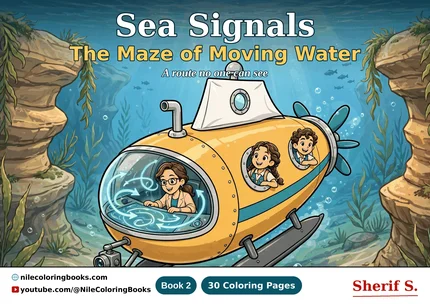 Sea Signals
The Maze of Moving Water
A route no one can see
nilecoloringbooks.com
youtube.com/@NileColoringBooks
Book 2
30 Coloring Pages
Sherif S.